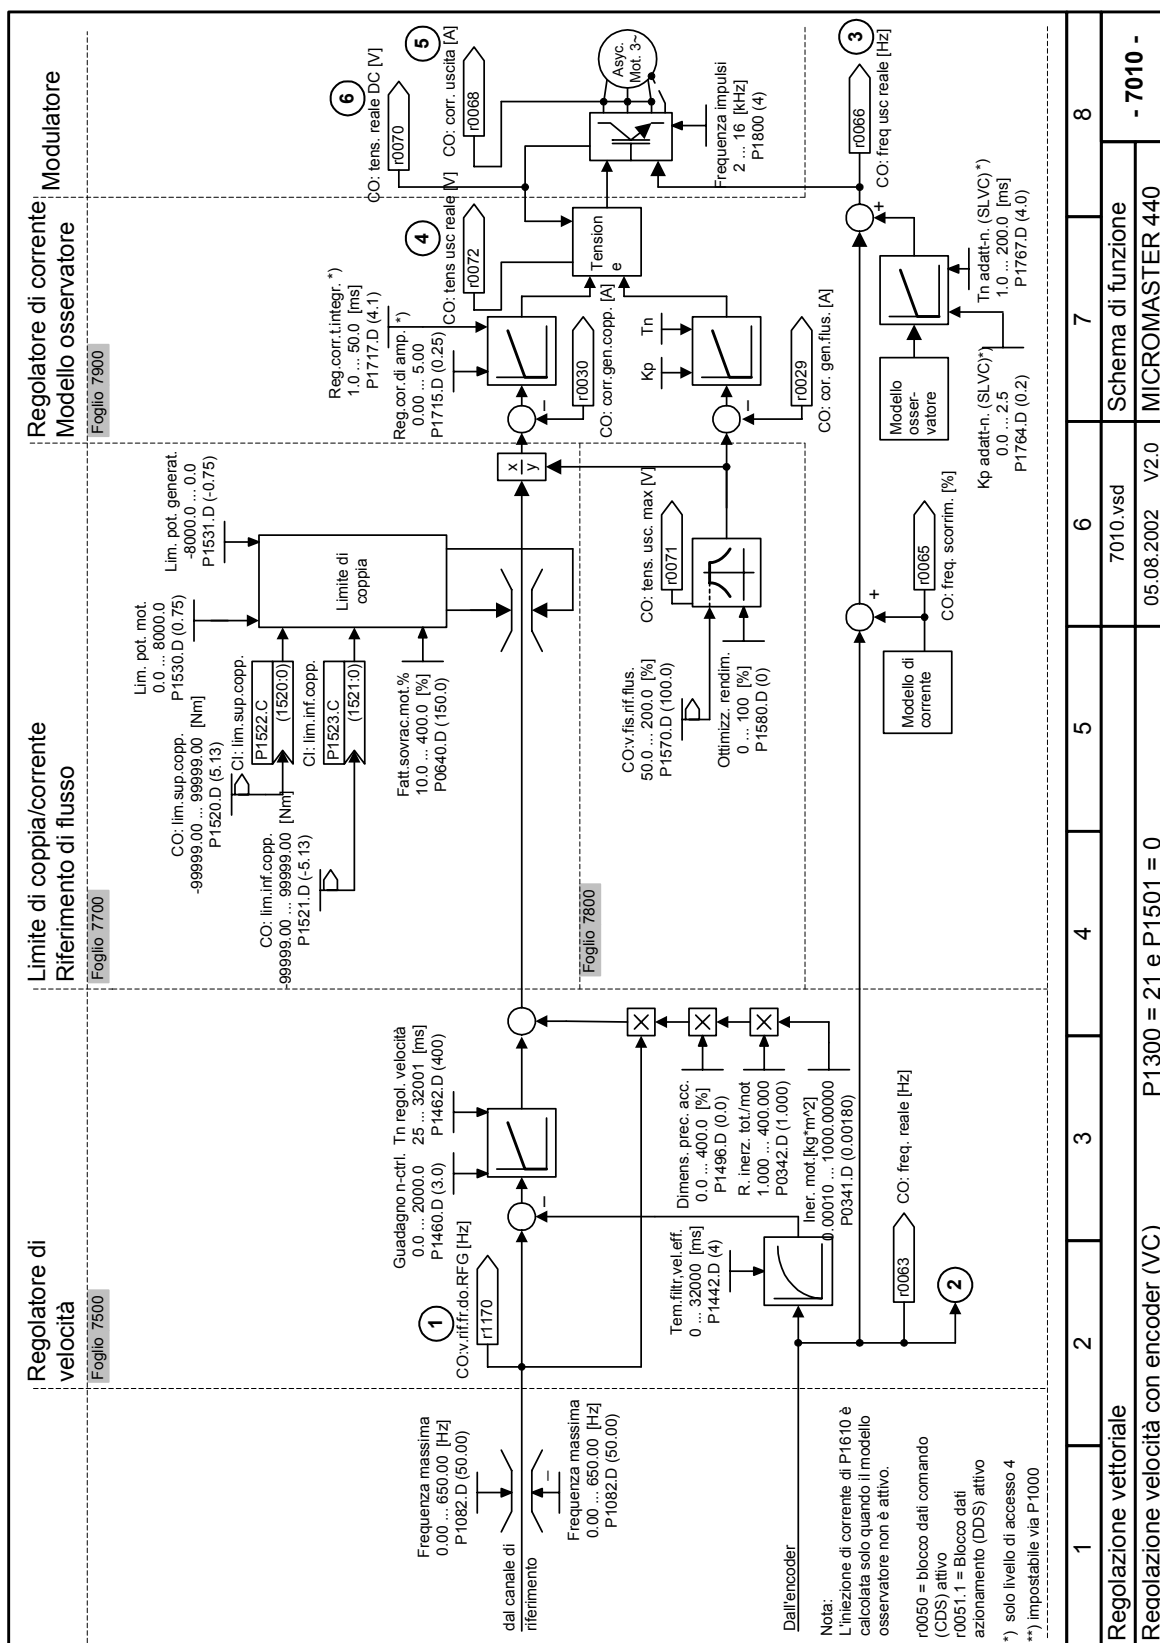 Regolatore di
velocità
Foglio 7500
Limite di coppia/corrente
Riferimento di flusso
Foglio 7700
Regolatore di corrente
Modello osservatore
Foglio 7900
Modulatore
Lim. pot. mot.
0.0 ... 8000.0
P1530.D (0.75)
Lim. pot. generat.
-8000.0 ... 0.0
P1531.D (-0.75)
CO: lim.sup.copp.
-99999.00 ... 99999.00 [Nm]
P1520.D (5.13)
CI: lim.sup.copp.
P1522.C
(1520:0)
CO: lim.inf.copp.
-99999.00 ... 99999.00 [Nm]
P1521.D (-5.13)
CI: lim.inf.copp.
P1523.C
(1521:0)
Limite di
coppia
Fatt.sovrac.mot.%
10.0 ... 400.0 [%]
P0640.D (150.0)
Reg.corr.t.integr. *)
1.0 ... 50.0 [ms]
P1717.D (4.1)
Reg.cor.di amp. *)
0.00 ... 5.00
P1715.D (0.25)
6
CO: tens. reale DC [V]
r0070
5
CO: corr. uscita [A]
r0068
4
CO: tens usc reale [V]
r0072
Asyc.
Mot. 3~
Frequenza massima
0.00 ... 650.00 [Hz]
P1082.D (50.00)
dal canale di
riferimento
Frequenza massima
0.00 ... 650.00 [Hz]
P1082.D (50.00)
–
1
CO:v.rif.fr.do.RFG [Hz]
r1170
Guadagno n-ctrl.
0.0 ... 2000.0
P1460.D (3.0)
Tn regol. velocità
25 ... 32001 [ms]
P1462.D (400)
–
x
y
–
r0030
CO: corr.gen.copp. [A]
Tension
e
Frequenza impulsi
2 ... 16 [kHz]
P1800 (4)
Foglio 7800
CO:v.fis.rif.flus.
50.0 ... 200.0 [%]
P1570.D (100.0)
CO: tens. usc. max [V]
r0071
Ottimizz. rendim.
0 ... 100 [%]
P1580.D (0)
Kp
Tn
–
r0029
CO: cor. gen.flus. [A]
Tem.filtr,vel.eff.
0 ... 32000 [ms]
P1442.D (4)
Dimens. prec. acc.
0.0 ... 400.0 [%]
P1496.D (0.0)
R. inerz. tot./mot
1.000 ... 400.000
P0342.D (1.000)
Iner. mot.[kg*m^2]
0.00010 ... 1000.00000
P0341.D (0.00180)
Dall'encoder
r0063
CO: freq. reale [Hz]
2
Modello di
corrente
+
r0065
CO: freq. scorrim. [%]
Modello
osser-
vatore
Kp adatt-n. (SLVC)*)
0.0 ... 2.5
P1764.D (0.2)
Tn adatt-n. (SLVC)*)
1.0 ... 200.0 [ms]
P1767.D (4.0)
+
3
r0066
CO: freq usc reale [Hz]
Nota:
L'iniezione di corrente di P1610 è
calcolata solo quando il modello
osservatore non è attivo.
r0050 = blocco dati comando
(CDS) attivo
r0051.1 = Blocco dati
azionamento (DDS) attivo
*) solo livello di accesso 4
**) impostabile via P1000
1 2 3 4 5 6 7 8
Regolazione vettoriale
7010.vsd
Schema di funzione
- 7010 -
Regolazione velocità con encoder (VC)
P1300 = 21 e P1501 = 0
05.08.2002 V2.0
MICROMASTER 440